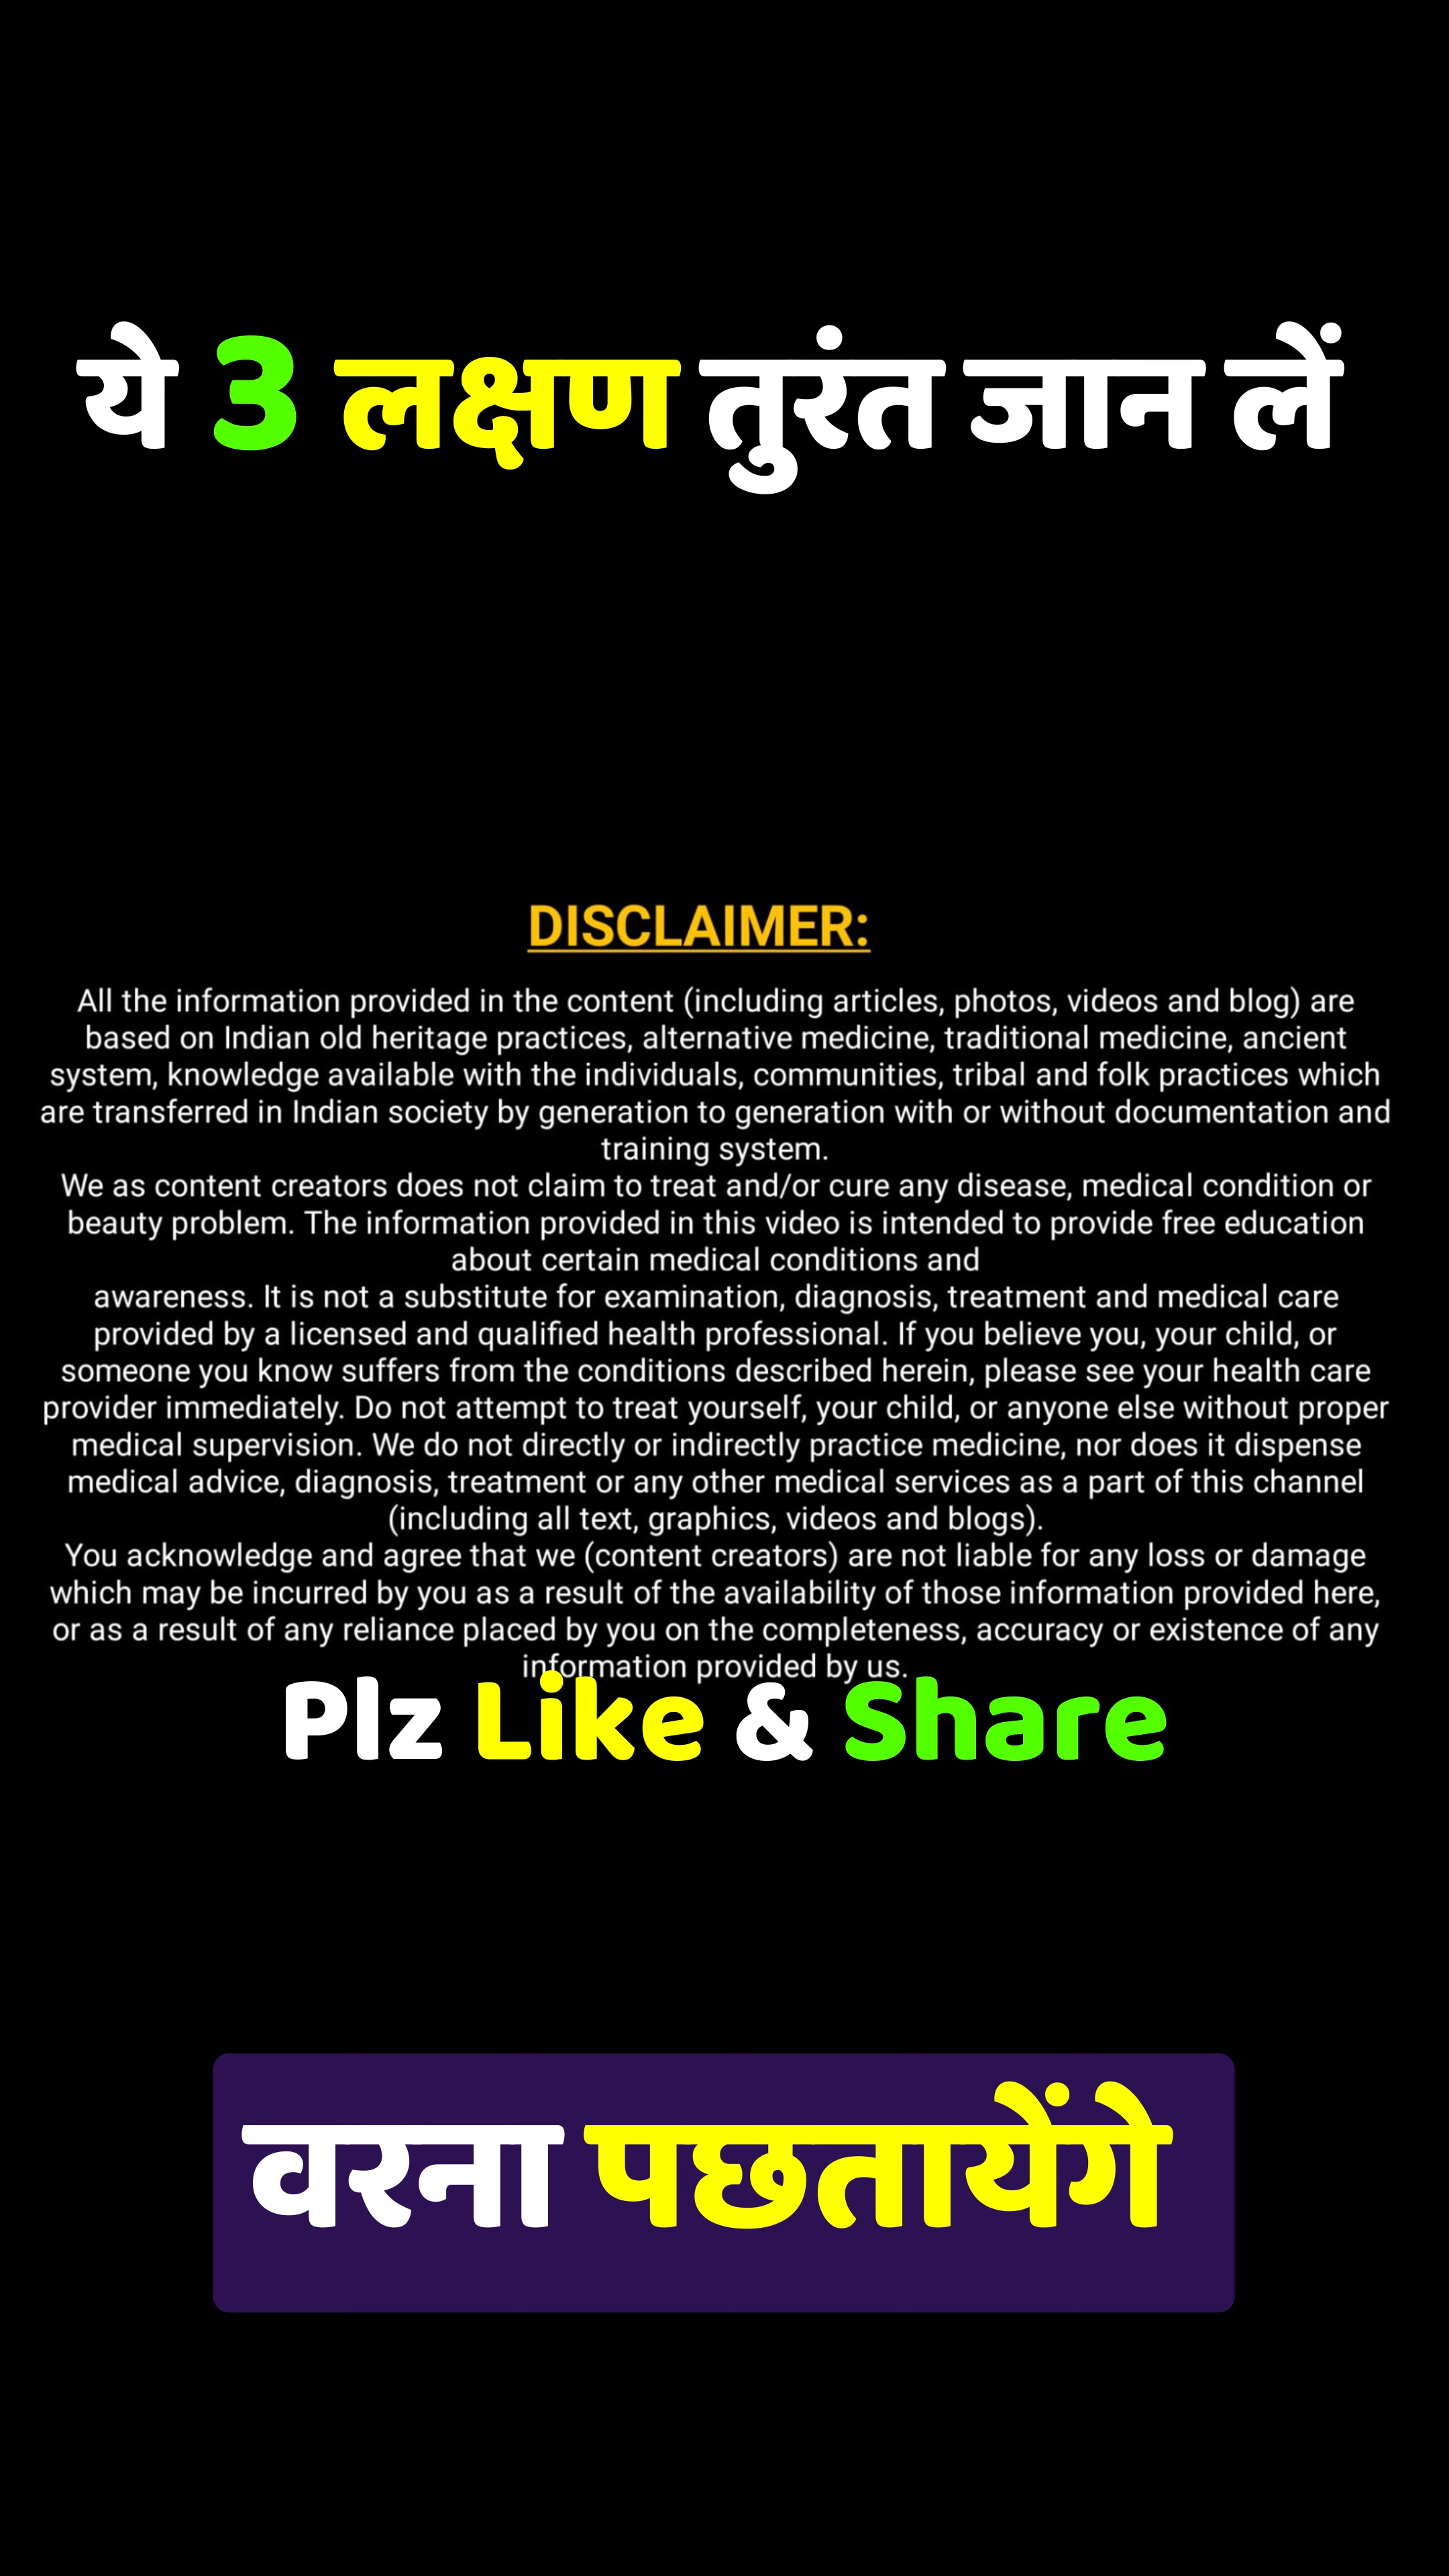 ये 3 लक्षण तुरंत जान लें
DISCLAIMER:
All the information provided in the content (including articles, photos, videos and blog) are
based on Indian old heritage practices, alternative medicine, traditional medicine, ancient
system, knowledge available with the individuals, communities, tribal and folk practices which
are transferred in Indian society by generation to generation with or without documentation and
training system.
We as content creators does not claim to treat and/or cure any disease, medical condition or
beauty problem. The information provided in this video is intended to provide free education
about certain medical conditions and
awareness. It is not a substitute for examination, diagnosis, treatment and medical care
provided by a licensed and qualified health professional. If you believe you, your child, or
someone you know suffers from the conditions described herein, please see your health care
provider immediately. Do not attempt to treat yourself, your child, or anyone else without proper
medical supervision. We do not directly or indirectly practice medicine, nor does it dispense
medical advice, diagnosis, treatment or any other medical services as a part of this channel
(including all text, graphics, videos and blogs).
You acknowledge and agree that we (content creators) are not liable for any loss or damage
which may be incurred by you as a result of the availability of those information provided here,
or as a result of any reliance placed by you on the completeness, accuracy or existence of any
information provided by us.
Plz Like & Share
वरना पछतायेंगे